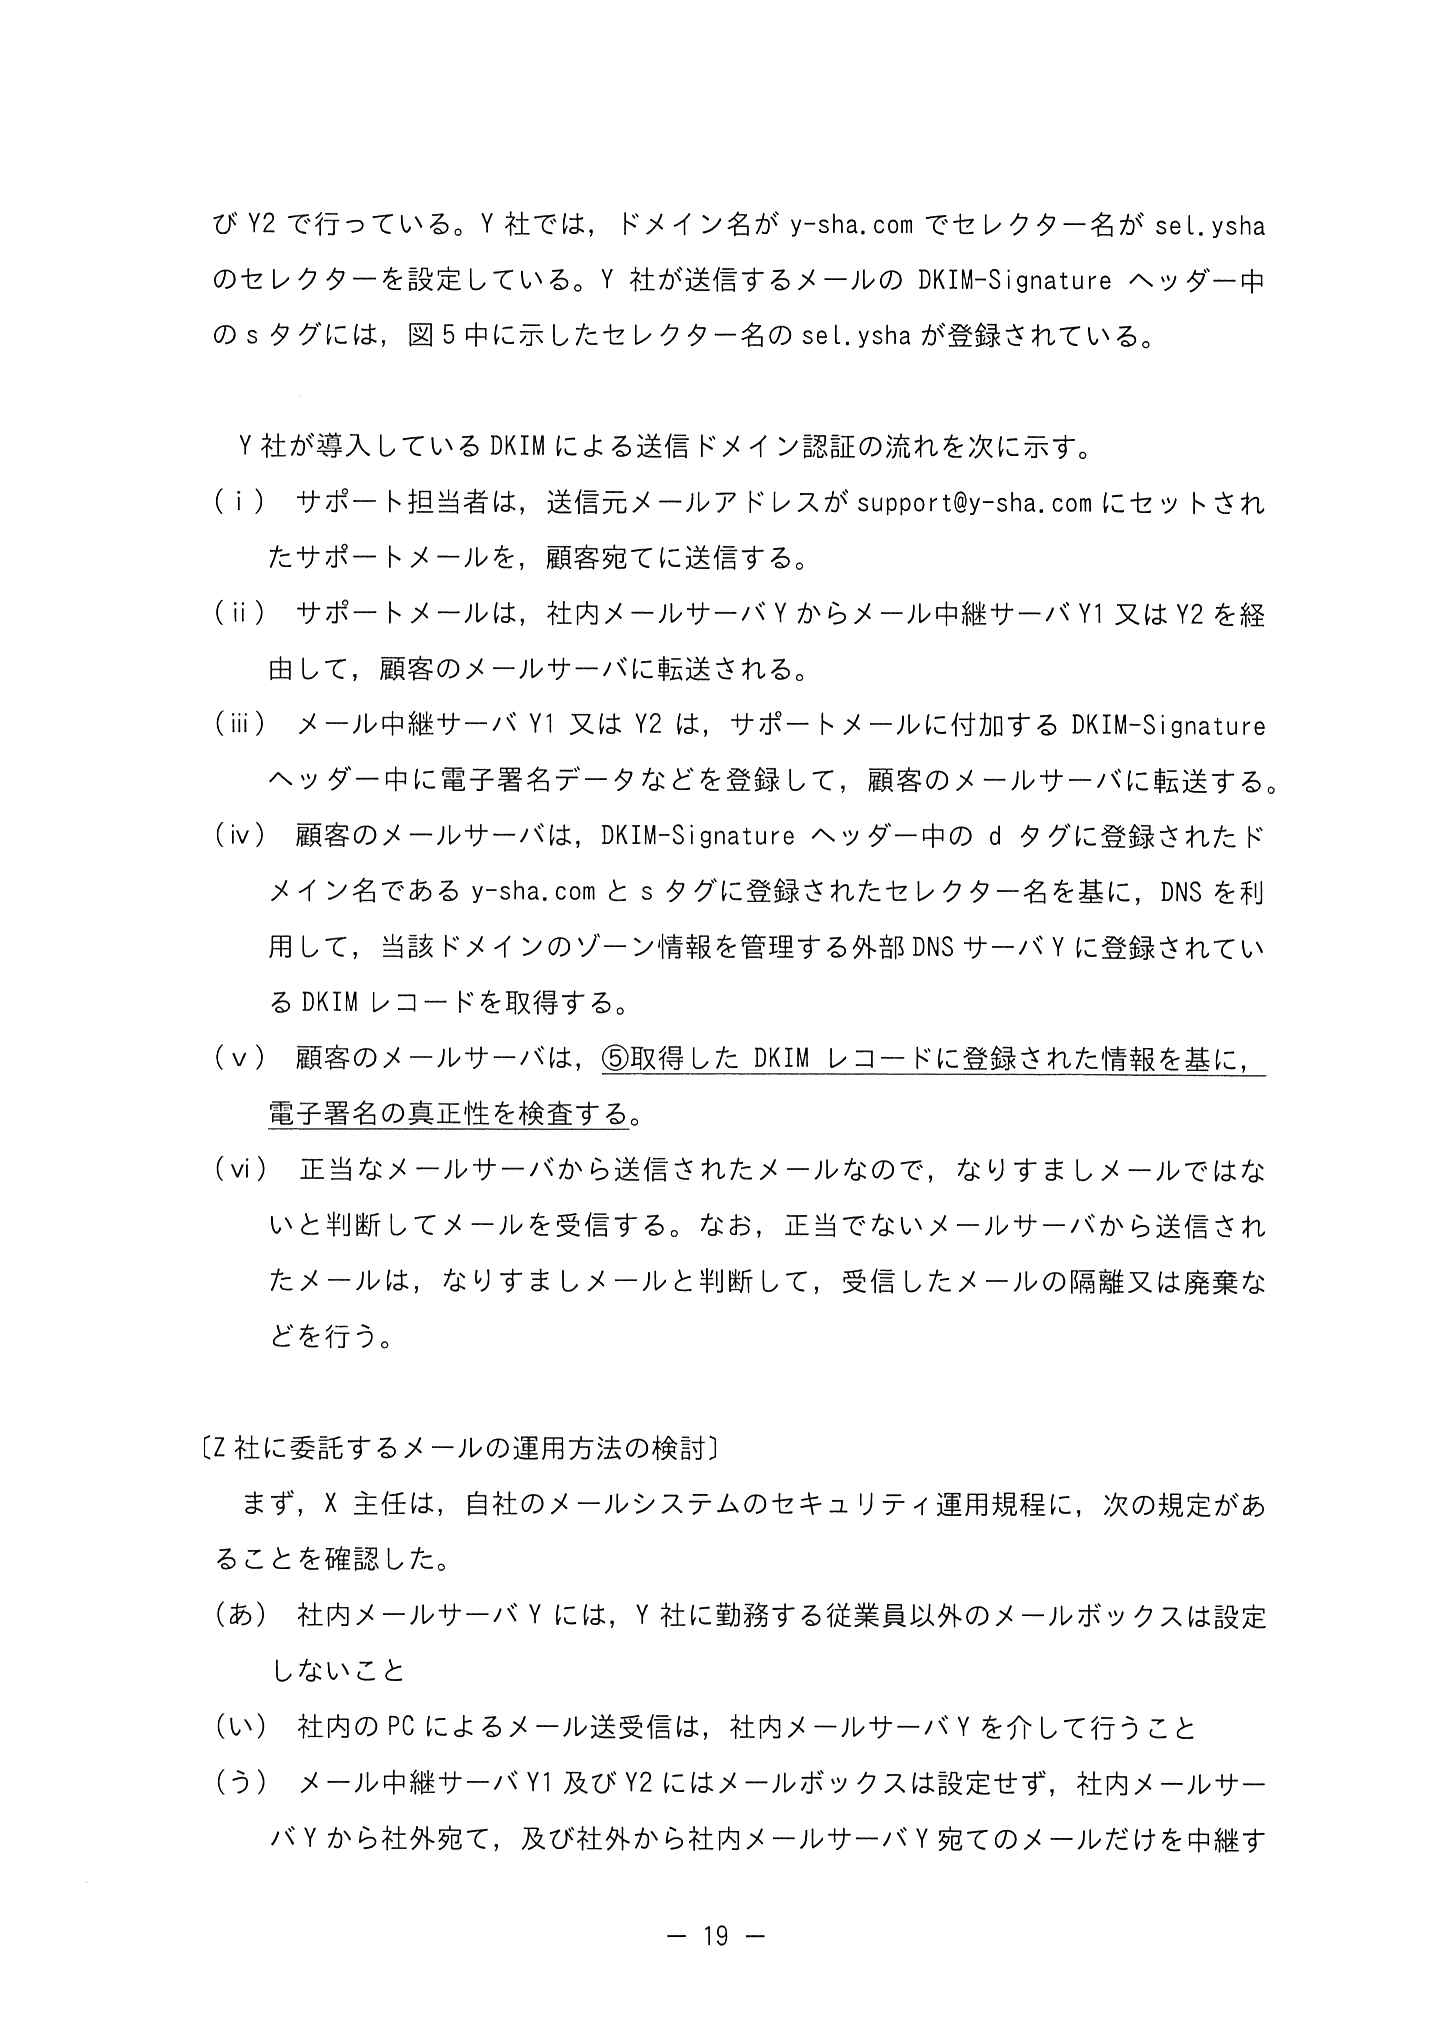 び Y2 で行っている。Y 社では，ドメイン名が y-sha.com でセレクター名が sel.ysha
のセレクターを設定している。Y 社が送信するメールの DKIM-Signature ヘッダー中
の s タグには，図 5 中に示したセレクター名の sel.ysha が登録されている。
Y 社が導入している DKIM による送信ドメイン認証の流れを次に示す。
（ⅰ） サポート担当者は，送信元メールアドレスが support@y-sha.com にセットされ
たサポートメールを，顧客宛てに送信する。
（ⅱ） サポートメールは，社内メールサーバ Y からメール中継サーバ Y1 又は Y2 を経
由して，顧客のメールサーバに転送される。
（ⅲ） メール中継サーバ Y1 又は Y2 は，サポートメールに付加する DKIM-Signature
ヘッダー中に電子署名データなどを登録して，顧客のメールサーバに転送する。
（ⅳ） 顧客のメールサーバは，DKIM-Signature ヘッダー中の d タグに登録されたド
メイン名である y-sha.com と s タグに登録されたセレクター名を基に，DNS を利
用して，当該ドメインのゾーン情報を管理する外部 DNS サーバ Y に登録されてい
る DKIM レコードを取得する。
（ⅴ） 顧客のメールサーバは，⑤取得した DKIM レコードに登録された情報を基に，
電子署名の真正性を検査する。
（ⅵ） 正当なメールサーバから送信されたメールなので，なりすましメールではな
いと判断してメールを受信する。なお，正当でないメールサーバから送信され
たメールは，なりすましメールと判断して，受信したメールの隔離又は廃棄な
どを行う。
〔Z 社に委託するメールの運用方法の検討〕
まず，X 主任は，自社のメールシステムのセキュリティ運用規程に，次の規定があ
ることを確認した。
（あ） 社内メールサーバ Y には，Y 社に勤務する従業員以外のメールボックスは設定
しないこと
（い） 社内の PC によるメール送受信は，社内メールサーバ Y を介して行うこと
（う） メール中継サーバ Y1 及び Y2 にはメールボックスは設定せず，社内メールサー
バ Y から社外宛て，及び社外から社内メールサーバ Y 宛てのメールだけを中継す
― 19 ―